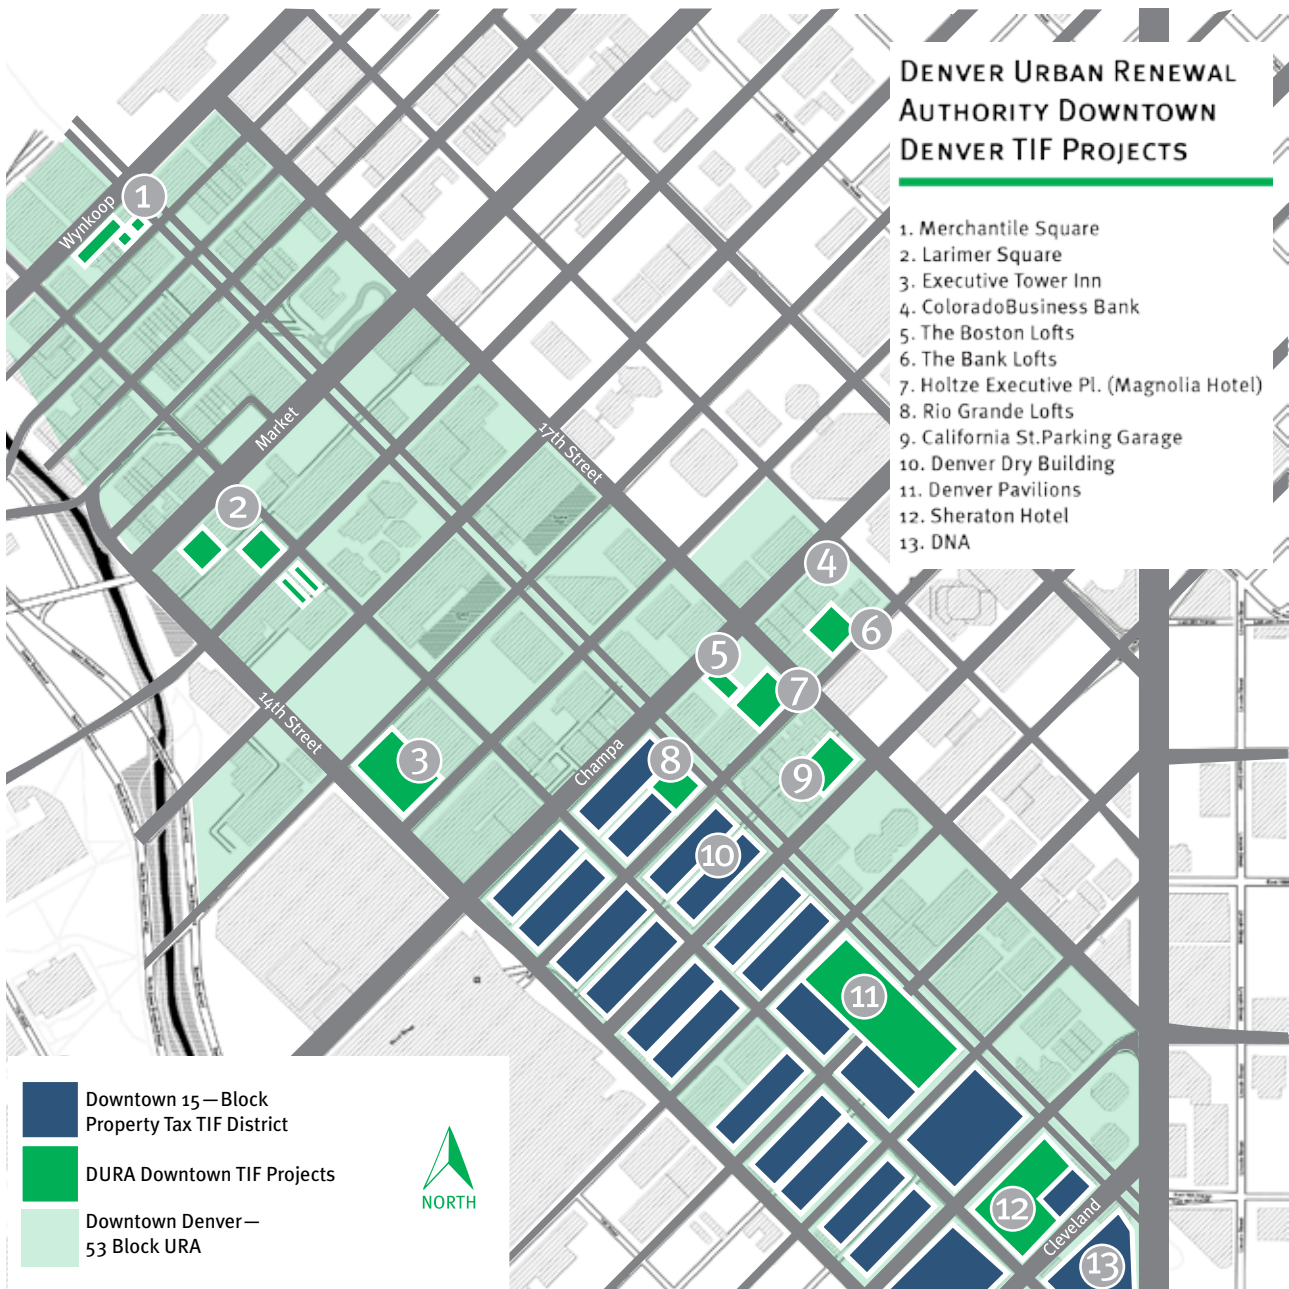 DENVER URBAN RENEWAL
AUTHORITY DOWNTOWN
DENVER TIF PROJECTS
1. Merchantile Square
2. Larimer Square
3. Executive Tower Inn
4. ColoradoBusiness Bank
5. The Boston Lofts
6. The Bank Lofts
7. Holtze Executive Pl. (Magnolia Hotel)
8. Rio Grande Lofts
9. California St.Parking Garage
10. Denver Dry Building
11. Denver Pavilions
12. Sheraton Hotel
13. DNA
1
Wynkoop
Market
17th Street
2
4
6
5
7
14th Street
3
Champa
8
9
10
11
12
Cleveland
13
Downtown 15—Block
Property Tax TIF District
DURA Downtown TIF Projects
Downtown Denver—
53 Block URA
NORTH